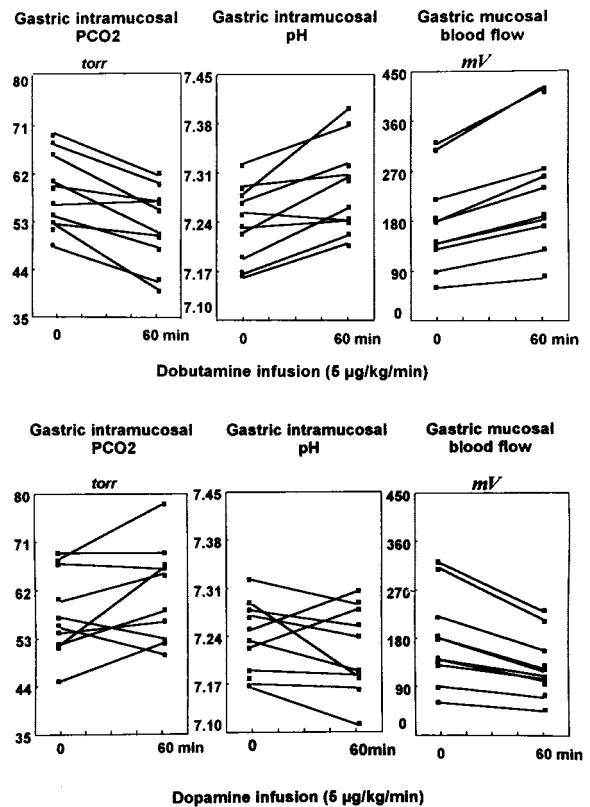 Gastric intramucosal
PCO2
torr
Gastric intramucosal
pH
Gastric mucosal
blood flow
mV
80
71
62
53
44
35
0
60 min
7.45
7.38
7.31
7.24
7.17
7.10
0
60 min
450
360
270
180
90
0
0
60 min
Dobutamine infusion (5 µg/kg/min)
Gastric intramucosal
PCO2
torr
Gastric intramucosal
pH
Gastric mucosal
blood flow
mV
80
71
62
53
44
35
0
60 min
7.45
7.38
7.31
7.24
7.17
7.10
0
60min
450
360
270
180
90
0
0
60 min
Dopamine infusion (5 µg/kg/min)